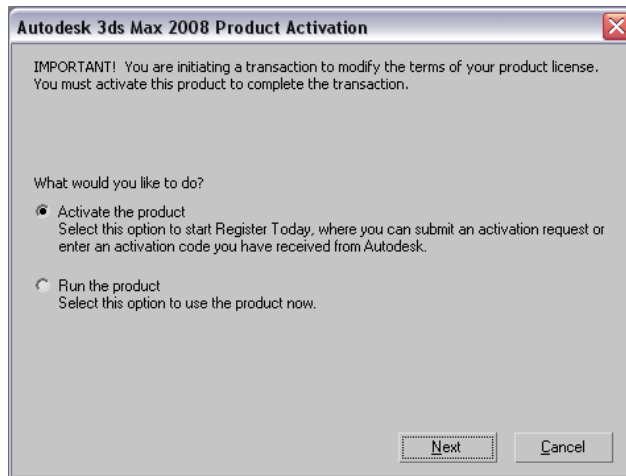 Autodesk 3ds Max 2008 Product Activation
IMPORTANT! You are initiating a transaction to modify the terms of your product license.
You must activate this product to complete the transaction.
What would you like to do?
Activate the product
Select this option to start Register Today, where you can submit an activation request or
enter an activation code you have received from Autodesk.
Run the product
Select this option to use the product now.
Next
Cancel